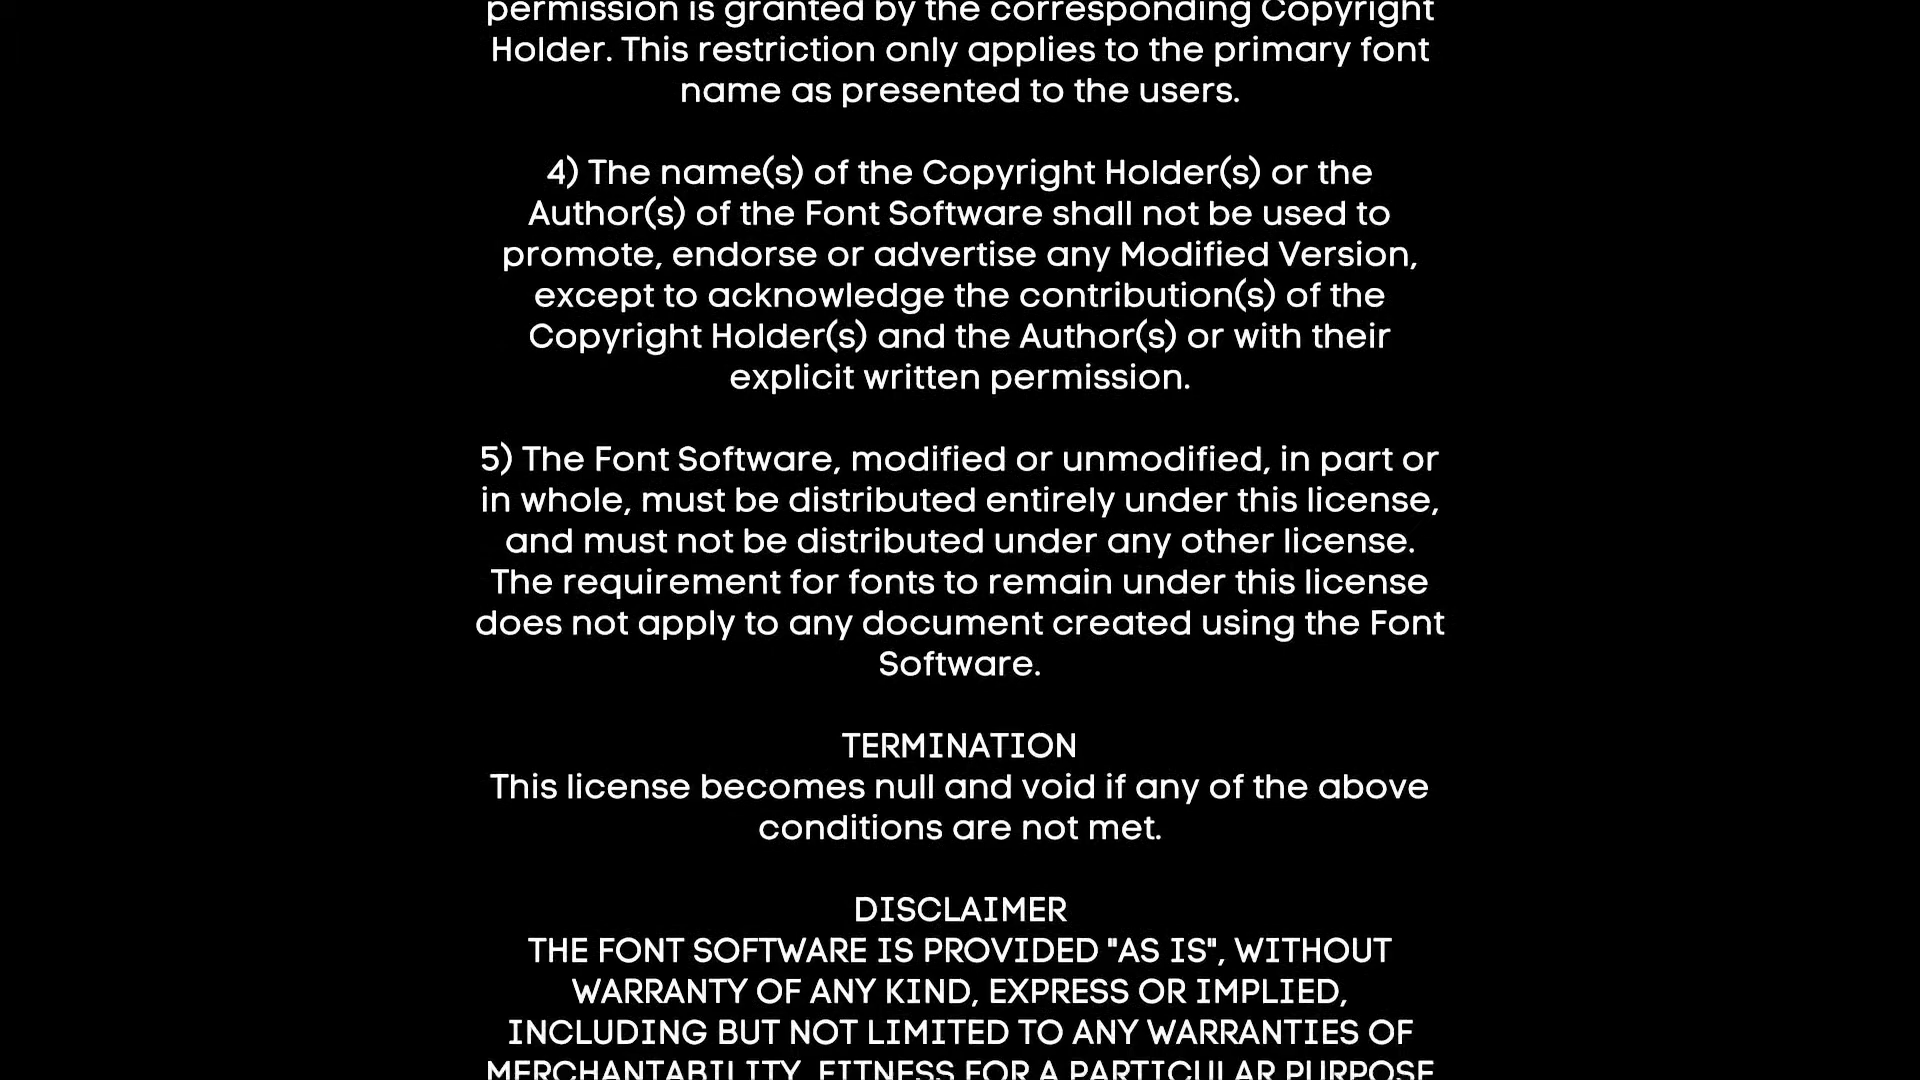 permission is granted by the corresponding Copyright
Holder. This restriction only applies to the primary font
name as presented to the users.
4) The name(s) of the Copyright Holder(s) or the
Author(s) of the Font Software shall not be used to
promote, endorse or advertise any Modified Version,
except to acknowledge the contribution(s) of the
Copyright Holder(s) and the Author(s) or with their
explicit written permission.
5) The Font Software, modified or unmodified, in part or
in whole, must be distributed entirely under this license,
and must not be distributed under any other license.
The requirement for fonts to remain under this license
does not apply to any document created using the Font
Software.
TERMINATION
This license becomes null and void if any of the above
conditions are not met.
DISCLAIMER
THE FONT SOFTWARE IS PROVIDED "AS IS", WITHOUT
WARRANTY OF ANY KIND, EXPRESS OR IMPLIED,
INCLUDING BUT NOT LIMITED TO ANY WARRANTIES OF
MERCHANTABILITY, FITNESS FOR A PARTICULAR PURPOSE